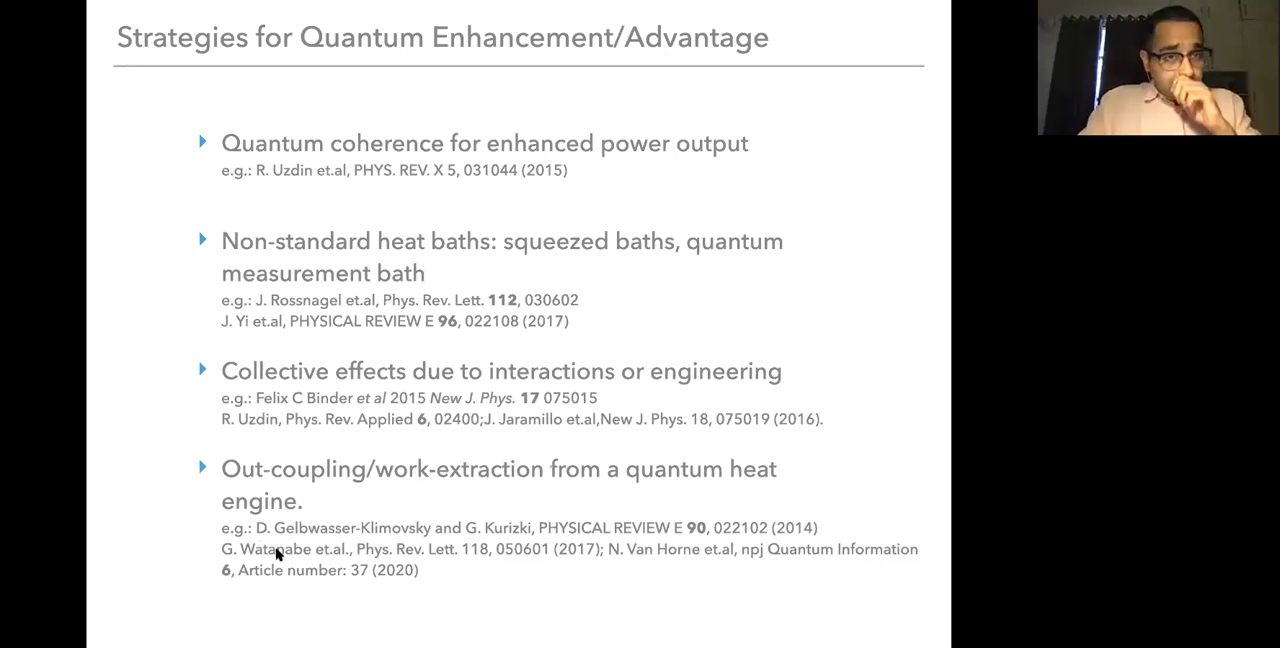 Strategies for Quantum Enhancement/Advantage
Quantum coherence for enhanced power output
e.g.: R. Uzdin et.al, PHYS. REV. X 5, 031044 (2015)
Non-standard heat baths: squeezed baths, quantum
measurement bath
e.g.: J. Rossnagel et.al, Phys. Rev. Lett. 112, 030602
J. Yi et.al, PHYSICAL REVIEW E 96, 022108 (2017)
Collective effects due to interactions or engineering
e.g.: Felix C Binder et al 2015 New J. Phys. 17 075015
R. Uzdin, Phys. Rev. Applied 6, 02400;J. Jaramillo et.al,New J. Phys. 18, 075019 (2016).
Out-coupling/work-extraction from a quantum heat
engine.
e.g.: D. Gelbwasser-Klimovsky and G. Kurizki, PHYSICAL REVIEW E 90, 022102 (2014)
G. Watanabe et.al., Phys. Rev. Lett. 118, 050601 (2017); N. Van Horne et.al, npj Quantum Information
6, Article number: 37 (2020)